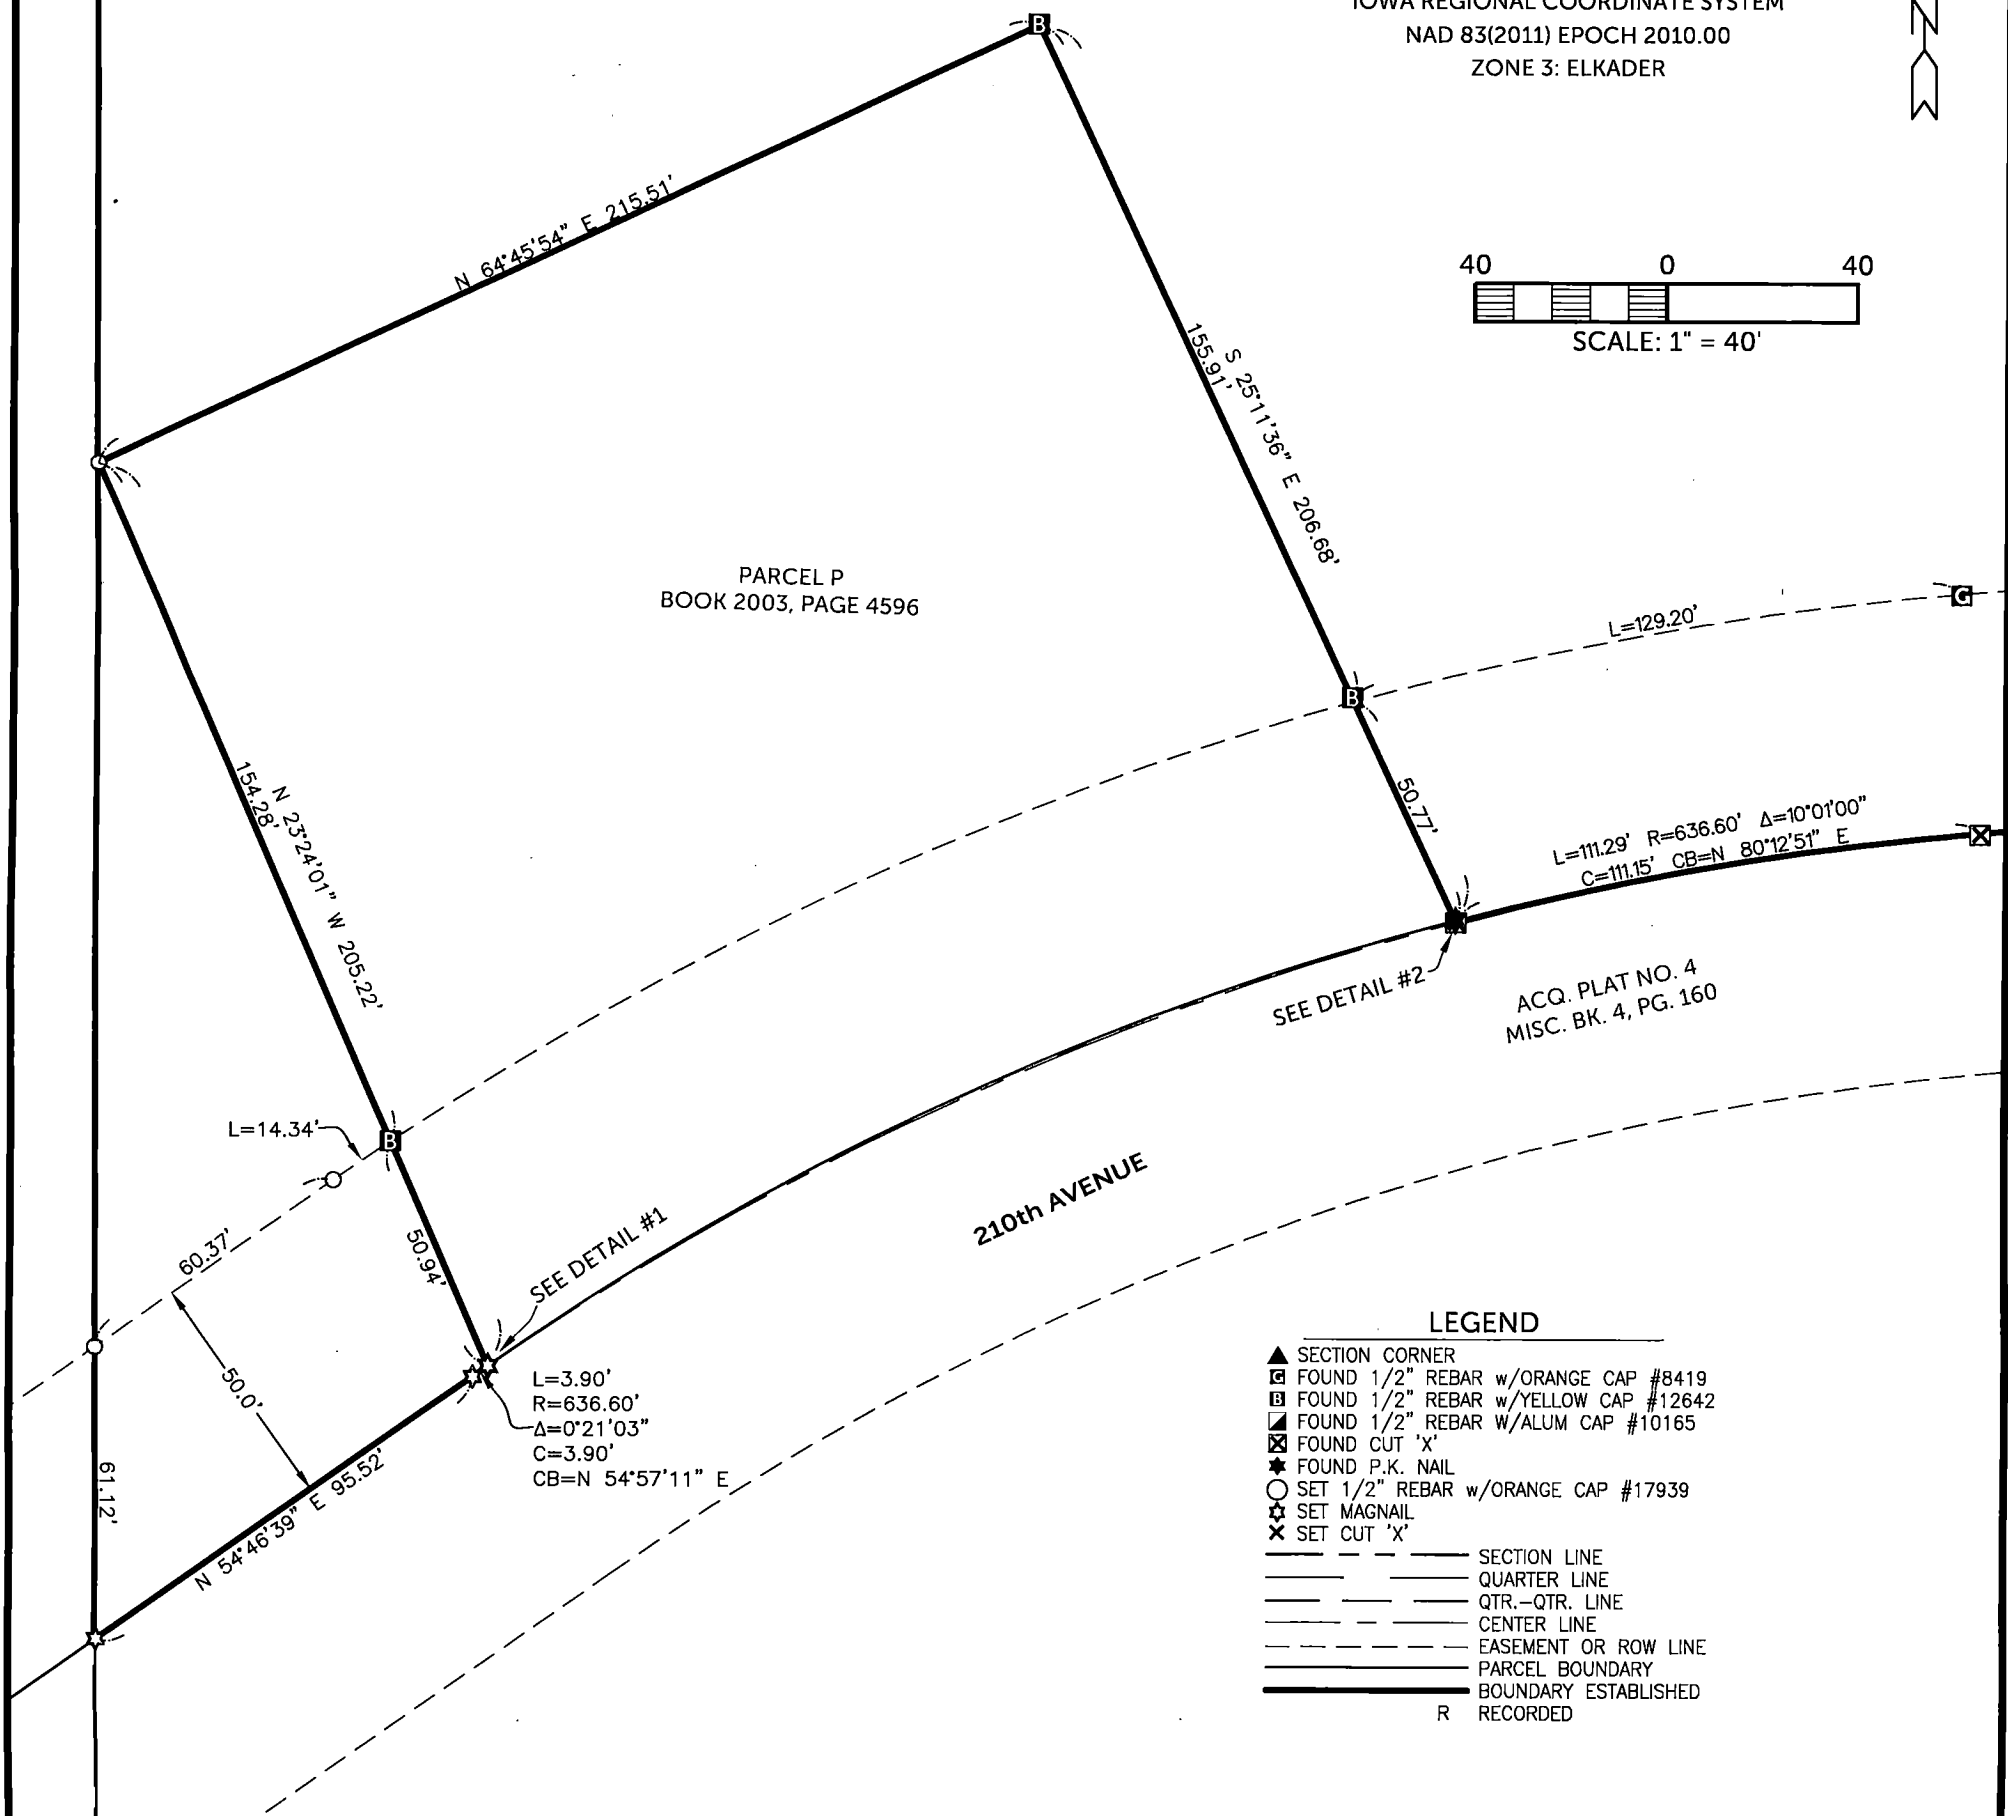 IOWA REGIONAL COORDINATE SYSTEM
NAD 83(2011) EPOCH 2010.00
ZONE 3: ELKADER
N
B
N 64°45'54" E 215.51'
40 0 40
SCALE: 1" = 40'
S 25°11'36" E 206.68'
155.91'
PARCEL P
BOOK 2003, PAGE 4596
G
L=129.20'
B
50.77'
L=111.29' R=636.60' Δ=10°01'00"
C=111.15' CB=N 80°12'51" E
N 23°24'01" W 205.22'
154.28'
SEE DETAIL #2
ACQ. PLAT NO. 4
MISC. BK. 4, PG. 160
L=14.34'
B
210th AVENUE
60.37'
50.94'
SEE DETAIL #1
50.0'
L=3.90'
R=636.60'
Δ=0°21'03"
C=3.90'
CB=N 54°57'11" E
61.12'
N 54°46'39" E 95.52'
LEGEND
SECTION CORNER
G FOUND 1/2" REBAR w/ORANGE CAP #8419
B FOUND 1/2" REBAR w/YELLOW CAP #12642
FOUND 1/2" REBAR W/ALUM CAP #10165
FOUND CUT 'X'
FOUND P.K. NAIL
SET 1/2" REBAR w/ORANGE CAP #17939
SET MAGNAIL
SET CUT 'X'
SECTION LINE
QUARTER LINE
QTR.-QTR. LINE
CENTER LINE
EASEMENT OR ROW LINE
PARCEL BOUNDARY
BOUNDARY ESTABLISHED
R RECORDED